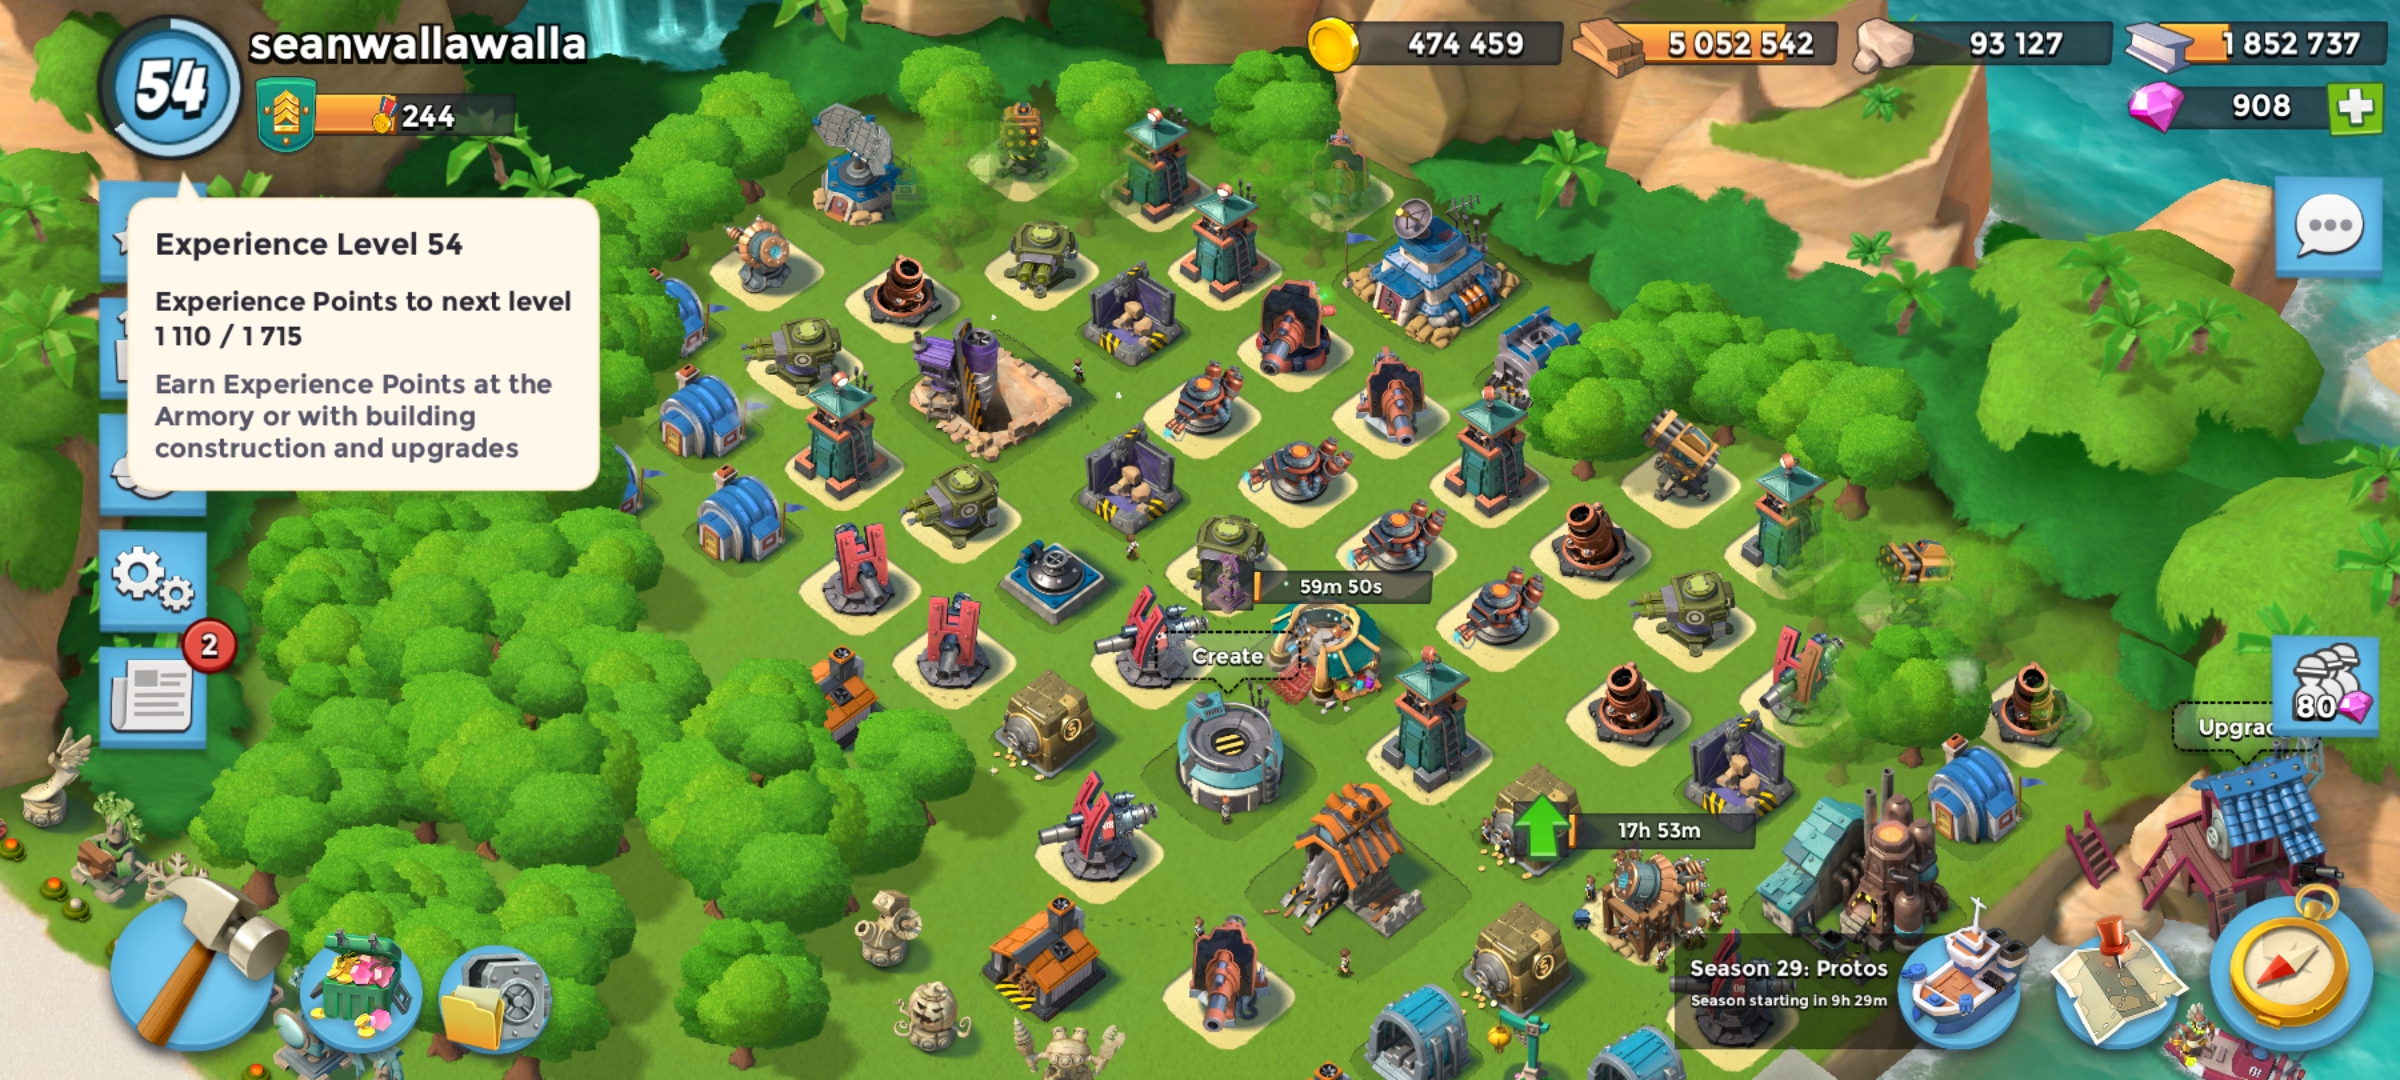 54
seanwallawalla
244
474 459
5 052 542
93 127
1 852 737
908
Experience Level 54
Experience Points to next level
1 110 / 1 715
Earn Experience Points at the
Armory or with building
construction and upgrades
59m 50s
2
Create
80
Upgrad
17h 53m
Season 29: Protos
Season starting in 9h 29m